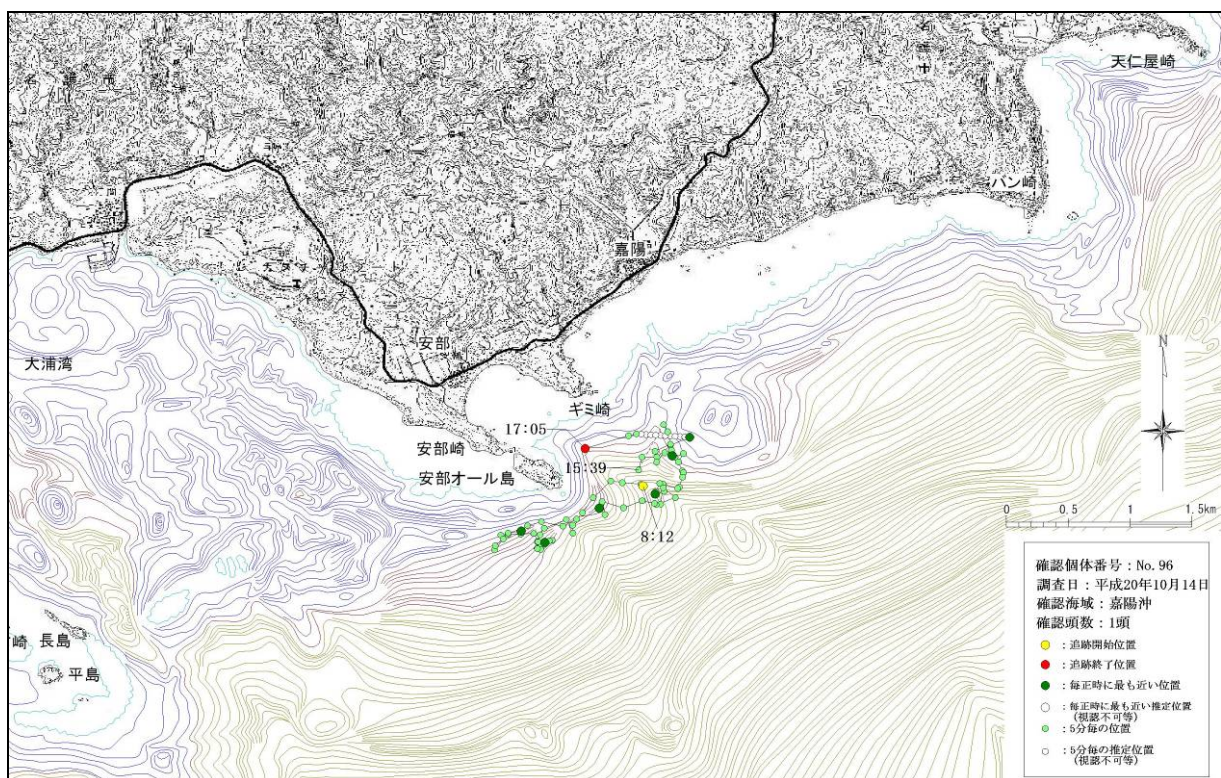 天仁屋崎
バン崎
嘉陽
安部
大浦湾
ギミ崎
17:05
安部崎
15:39
安部オール島
8:12
N
0 0.5 1 1.5km
崎
長島
平島
確認個体番号：No.96
調査日：平成20年10月14日
確認海域：嘉陽沖
確認頭数：1頭
：追跡開始位置
：追跡終了位置
：毎正時に最も近い位置
：毎正時に最も近い推定位置
(視認不可等)
：5分毎の位置
：5分毎の推定位置
(視認不可等)